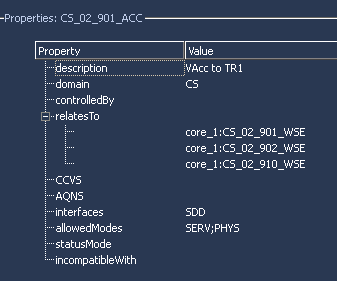 Properties: CS_02_901_ACC
Property Value
description VAcc to TR1
domain CS
controlledBy
relatesTo
core_1:CS_02_901_WSE
core_1:CS_02_902_WSE
core_1:CS_02_910_WSE
CCVS
AQNS
interfaces SDD
allowedModes SERV;PHYS
statusMode
incompatibleWith